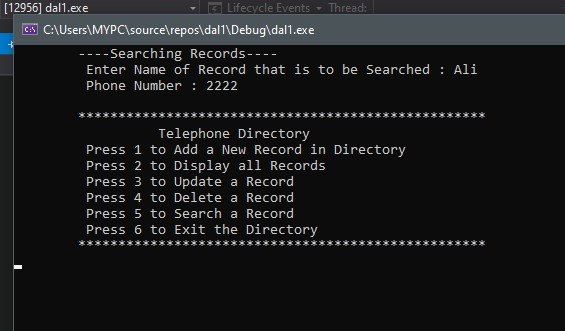 [12956] dal1.exe Lifecycle Events Thread:
C:\Users\MYPC\source\repos\dal1\Debug\dal1.exe
----Searching Records----
Enter Name of Record that is to be Searched : Ali
Phone Number : 2222
***************************************************
Telephone Directory
Press 1 to Add a New Record in Directory
Press 2 to Display all Records
Press 3 to Update a Record
Press 4 to Delete a Record
Press 5 to Search a Record
Press 6 to Exit the Directory
***************************************************